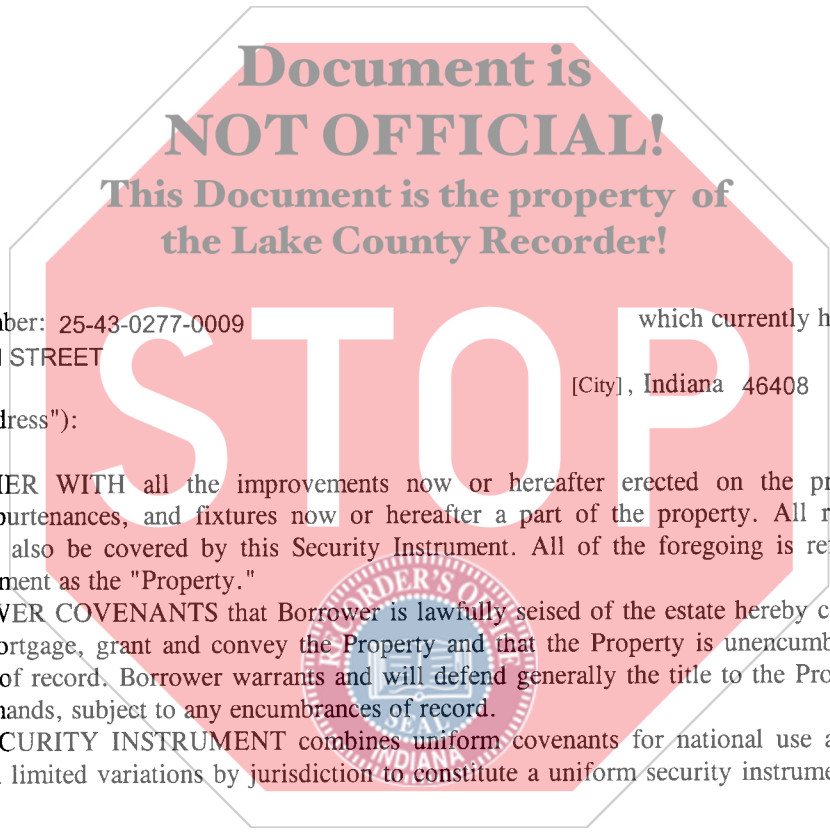 Document is
NOT OFFICIAL!
This Document is the property of
the Lake County Recorder!
STOP
ber: 25-43-0277-0009 which currently h
STREET
[City], Indiana 46408
dress"):
ER WITH all the improvements now or hereafter erected on the pr
purtenances, and fixtures now or hereafter a part of the property. All r
also be covered by this Security Instrument. All of the foregoing is ref
ment as the "Property."
WER COVENANTS that Borrower is lawfully seised of the estate hereby c
ortgage, grant and convey the Property and that the Property is unencumb
of record. Borrower warrants and will defend generally the title to the Pro
mands, subject to any encumbrances of record.
CURITY INSTRUMENT combines uniform covenants for national use a
limited variations by jurisdiction to constitute a uniform security instrume
RECORDER'S OFFICE
SEAL
INDIANA